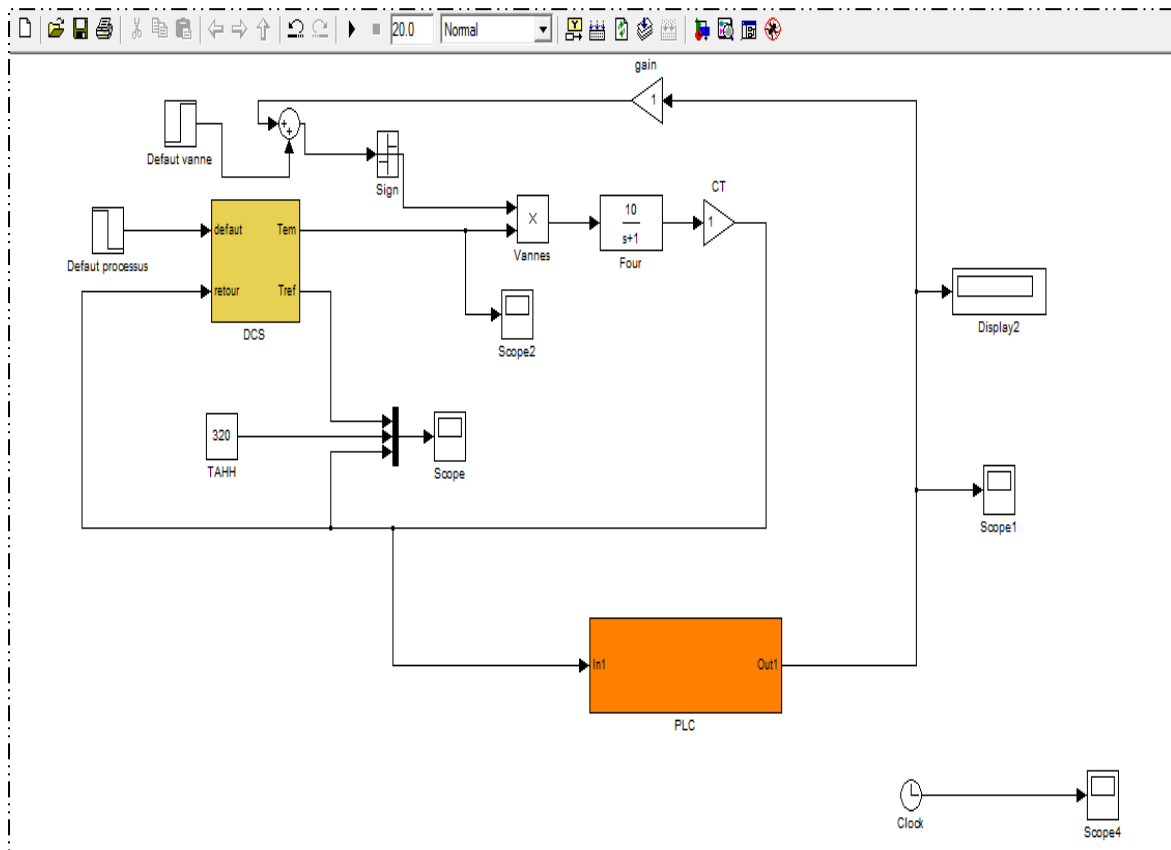 20.0 Normal
gain
1
Defaut vanne
+
+
Sign
CT
1
defaut Tem
retour Tref
DCS
Defaut processus
×
Vannes
10
s+1
Four
Display2
Scope2
320
TAHH
Scope
Scope1
In1 Out1
PLC
Clock
Scope4